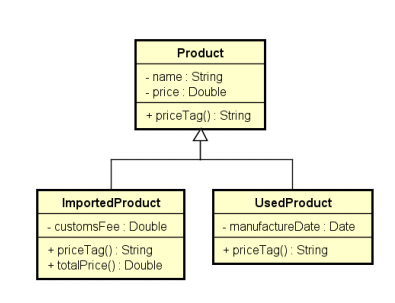 Product
- name : String
- price : Double
+ priceTag() : String
ImportedProduct
- customsFee : Double
+ priceTag() : String
+ totalPrice() : Double
UsedProduct
- manufactureDate : Date
+ priceTag() : String